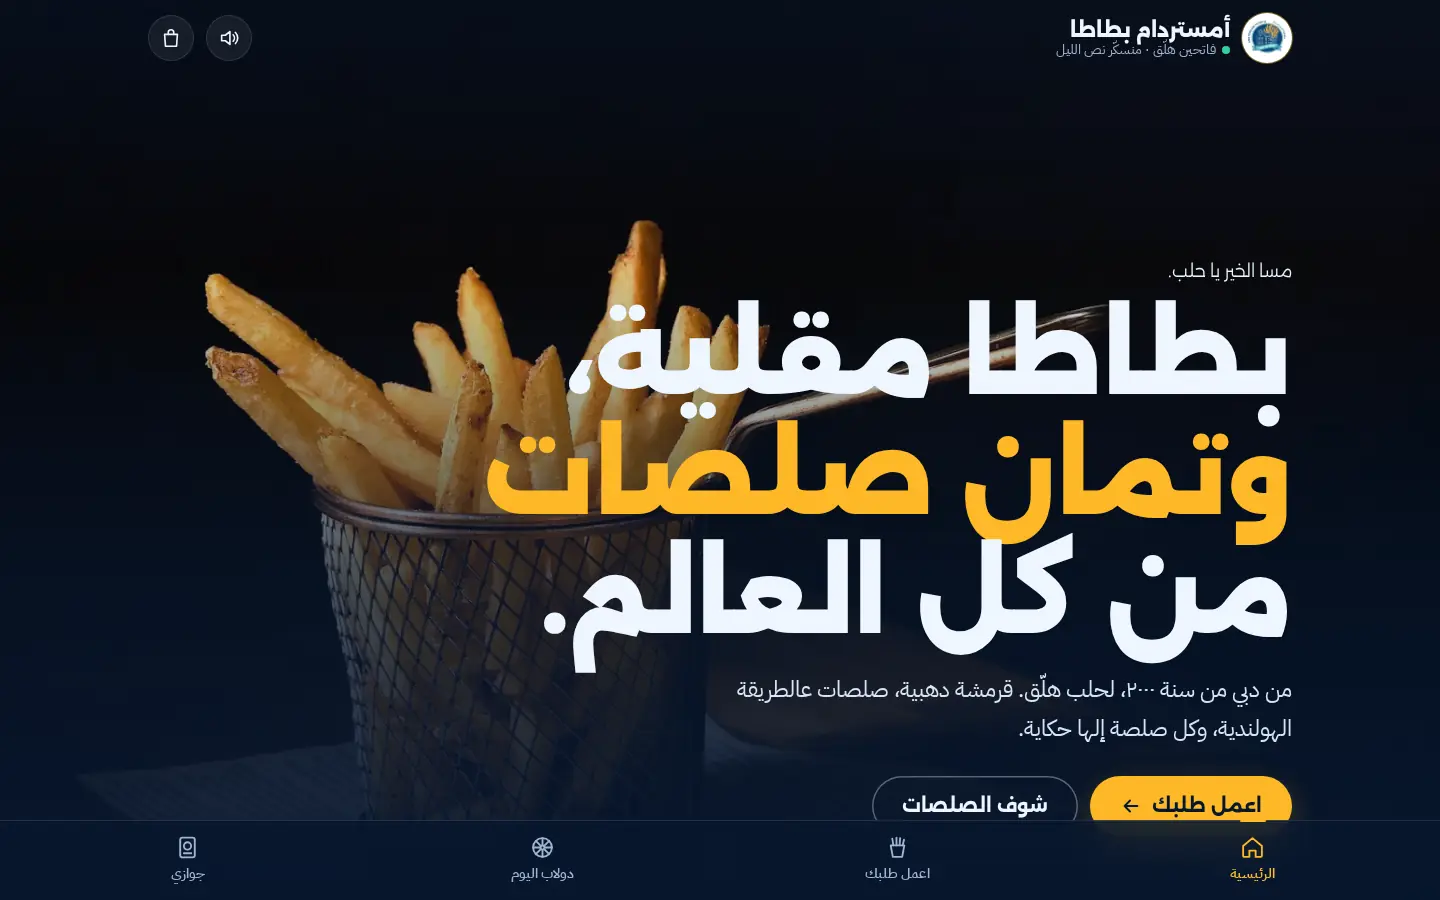 أمستردام بطاطا
فاتحين هلّق · منسكّر نص الليل
مسا الخير يا حلب.
بطاطا مقلية،
وتمان صلصات
من كل العالم.
من دبي من سنة ٢٠٠٠، لحلب هلّق. قرمشة دهبية، صلصات عالطريقة
الهولندية، وكل صلصة إلها حكاية.
اعمل طلبك ←
شوف الصلصات
الرئيسية
اعمل طلبك
دولاب اليوم
جوازي